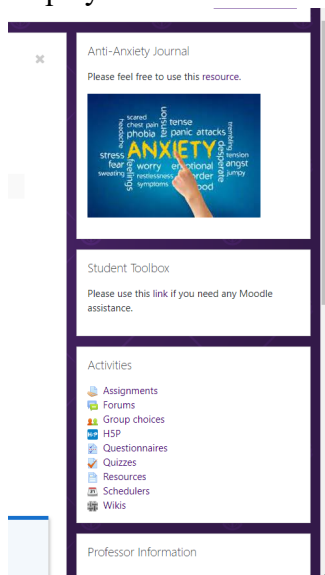 Anti-Anxiety Journal
Please feel free to use this resource.
scared
chest pain
tension
tense
headache
phobia
panic attacks
trembling
stress
ANXIETY
desperate
tension
fear
worry
emotional
angst
sweating
feelings
restlessness
jumpy
symptoms
Student Toolbox
Please use this link if you need any Moodle
assistance.
Activities
Assignments
Forums
Group choices
H5P
Questionnaires
Quizzes
Resources
Schedulers
Wikis
Professor Information